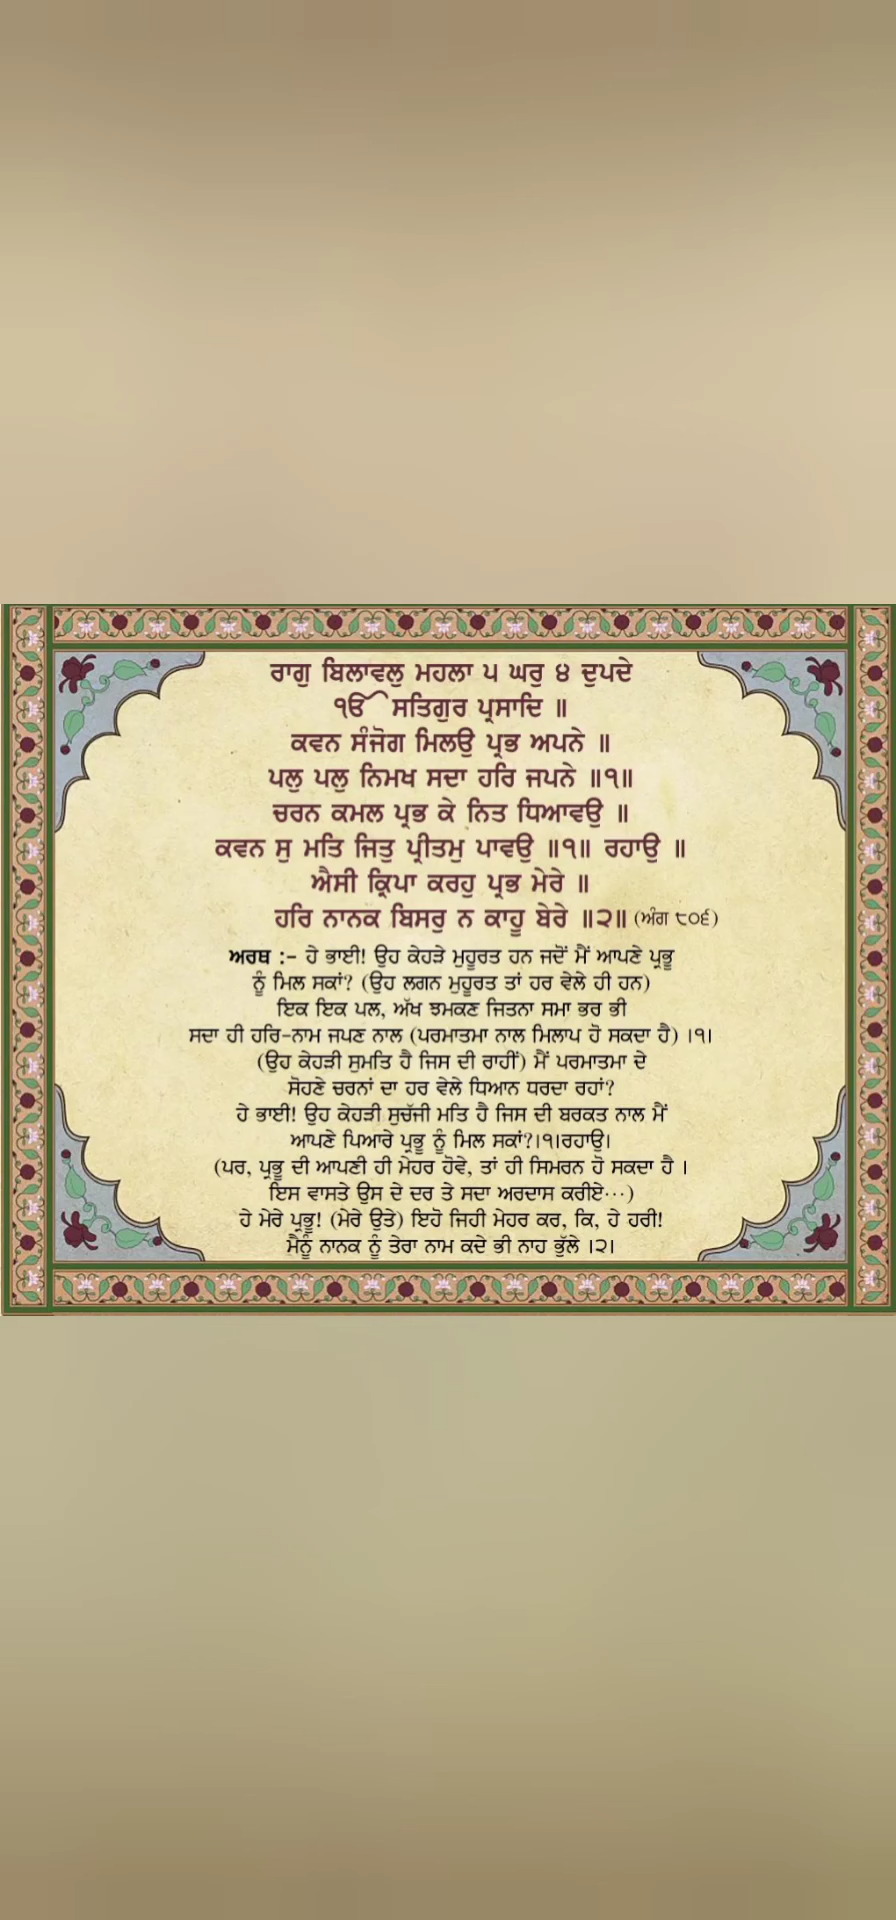 ਰਾਗੁ ਬਿਲਾਵਲੁ ਮਹਲਾ ੫ ਘਰੁ ੪ ਦੁਪਦੇ
ੴ ਸਤਿਗੁਰ ਪ੍ਰਸਾਦਿ ॥
ਕਵਨ ਸੰਜੋਗ ਮਿਲਉ ਪ੍ਰਭ ਅਪਨੇ ॥
ਪਲੁ ਪਲੁ ਨਿਮਖ ਸਦਾ ਹਰਿ ਜਪਨੇ ॥੧॥
ਚਰਨ ਕਮਲ ਪ੍ਰਭ ਕੇ ਨਿਤ ਧਿਆਵਉ ॥
ਕਵਨ ਸੁ ਮਤਿ ਜਿਤੁ ਪ੍ਰੀਤਮੁ ਪਾਵਉ ॥੧॥ ਰਹਾਉ ॥
ਐਸੀ ਕ੍ਰਿਪਾ ਕਰਹੁ ਪ੍ਰਭ ਮੇਰੇ ॥
ਹਰਿ ਨਾਨਕ ਬਿਸਰੁ ਨ ਕਾਹੂ ਬੇਰੇ ॥੨॥ (ਅੰਗ ੮੦੬)
ਅਰਥ :- ਹੇ ਭਾਈ! ਉਹ ਕੇਹੜੇ ਮੁਹੂਰਤ ਹਨ ਜਦੋਂ ਮੈਂ ਆਪਣੇ ਪ੍ਰਭੂ
ਨੂੰ ਮਿਲ ਸਕਾਂ? (ਉਹ ਲਗਨ ਮੁਹੂਰਤ ਤਾਂ ਹਰ ਵੇਲੇ ਹੀ ਹਨ)
ਇਕ ਇਕ ਪਲ, ਅੱਖ ਝਮਕਣ ਜਿਤਨਾ ਸਮਾ ਭਰ ਭੀ
ਸਦਾ ਹੀ ਹਰਿ-ਨਾਮ ਜਪਣ ਨਾਲ (ਪਰਮਾਤਮਾ ਨਾਲ ਮਿਲਾਪ ਹੋ ਸਕਦਾ ਹੈ) ।੧।
(ਉਹ ਕੇਹੜੀ ਸੁਮਤਿ ਹੈ ਜਿਸ ਦੀ ਰਾਹੀਂ) ਮੈਂ ਪਰਮਾਤਮਾ ਦੇ
ਸੋਹਣੇ ਚਰਨਾਂ ਦਾ ਹਰ ਵੇਲੇ ਧਿਆਨ ਧਰਦਾ ਰਹਾਂ?
ਹੇ ਭਾਈ! ਉਹ ਕੇਹੜੀ ਸੁਚੱਜੀ ਮਤਿ ਹੈ ਜਿਸ ਦੀ ਬਰਕਤ ਨਾਲ ਮੈਂ
ਆਪਣੇ ਪਿਆਰੇ ਪ੍ਰਭੂ ਨੂੰ ਮਿਲ ਸਕਾਂ?।੧।ਰਹਾਉ।
(ਪਰ, ਪ੍ਰਭੂ ਦੀ ਆਪਣੀ ਹੀ ਮੇਹਰ ਹੋਵੇ, ਤਾਂ ਹੀ ਸਿਮਰਨ ਹੋ ਸਕਦਾ ਹੈ ।
ਇਸ ਵਾਸਤੇ ਉਸ ਦੇ ਦਰ ਤੇ ਸਦਾ ਅਰਦਾਸ ਕਰੀਏ...)
ਹੇ ਮੇਰੇ ਪ੍ਰਭੂ! (ਮੇਰੇ ਉਤੇ) ਇਹੋ ਜਿਹੀ ਮੇਹਰ ਕਰ, ਕਿ, ਹੇ ਹਰੀ!
ਮੈਨੂੰ ਨਾਨਕ ਨੂੰ ਤੇਰਾ ਨਾਮ ਕਦੇ ਭੀ ਨਾਹ ਭੁੱਲੇ ।੨।